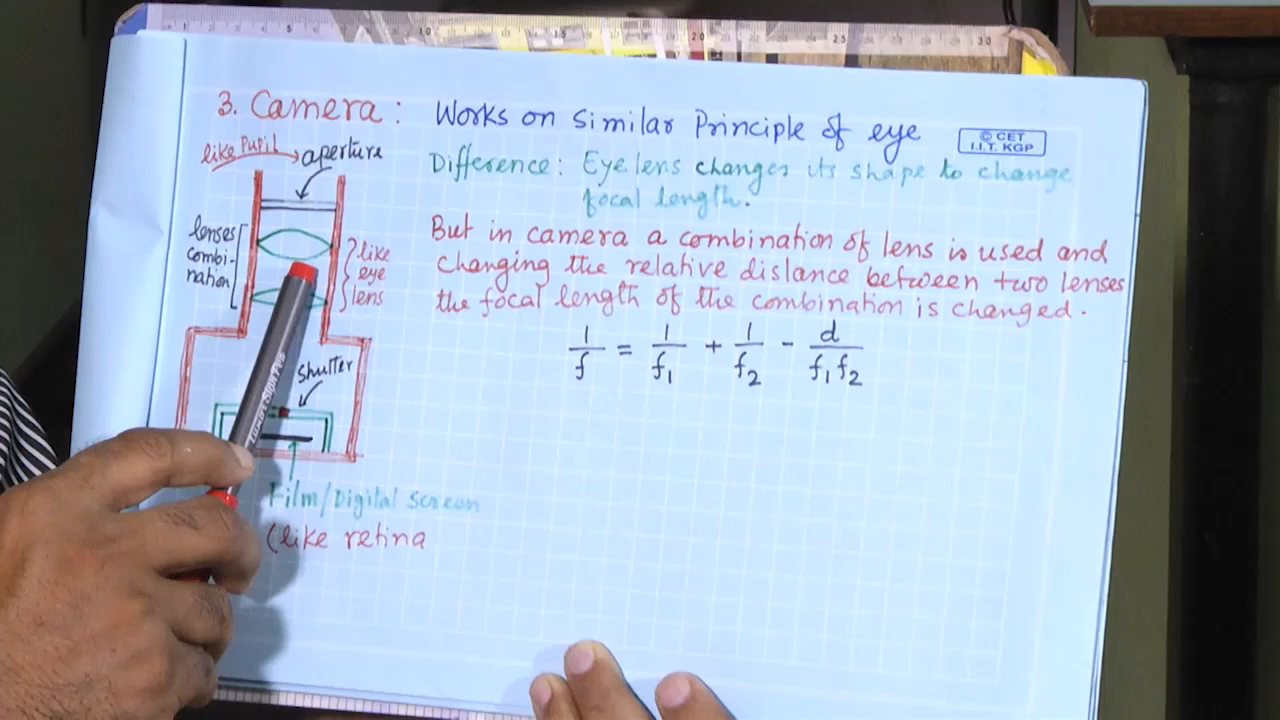 3. Camera: Works on Similar Principle of eye
© CET
I.I.T. KGP
like Pupil aperture
Difference: Eye lens changes its shape to change
focal length.
lenses
combi-
nation
like
eye
lens
But in camera a combination of lens is used and
changing the relative distance between two lenses
the focal length of the combination is changed.
1/f = 1/f₁ + 1/f₂ - d/f₁f₂
shutter
Film/Digital Screen
(like retina